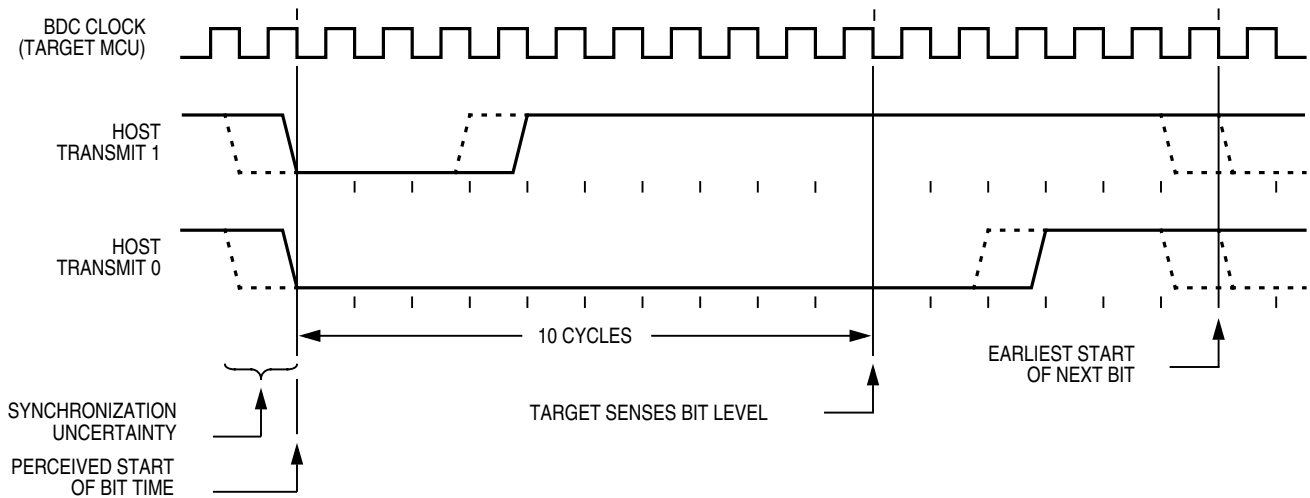 BDC CLOCK
(TARGET MCU)
HOST
TRANSMIT 1
HOST
TRANSMIT 0
10 CYCLES
EARLIEST START
OF NEXT BIT
SYNCHRONIZATION
UNCERTAINTY
TARGET SENSES BIT LEVEL
PERCEIVED START
OF BIT TIME